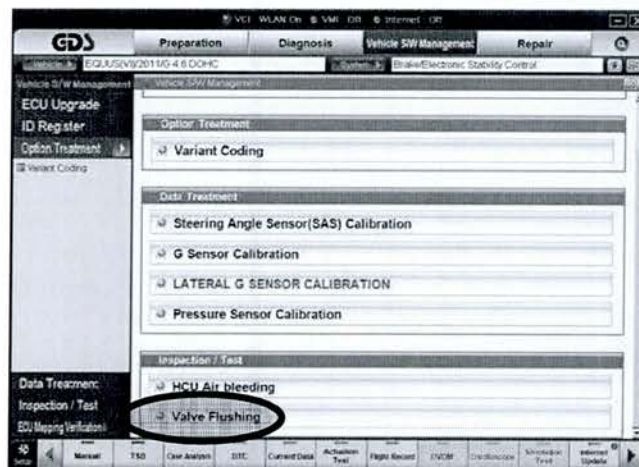 VCI WLAN On VMI Off Internet Off
GDS
Preparation
Diagnosis
Vehicle S/W Management
Repair
EQUUS(VI)/2011/G 4.6 DOHC
Brake/Electronic Stability Control
Vehicle S/W Management
Vehicle S/W Management
ECU Upgrade
ID Register
Option Treatment
Variant Coding
Option Treatment
Variant Coding
Data Treatment
Steering Angle Sensor(SAS) Calibration
G Sensor Calibration
LATERAL G SENSOR CALIBRATION
Pressure Sensor Calibration
Inspection / Test
HCU Air bleeding
Valve Flushing
Data Treatment
Inspection / Test
ECU Mapping Verification
Setup
Manual
TSB
Case Analysis
DTC
Current Data
Actuation Test
Flight Record
DVOM
Oscilloscope
Simulation Test
Internet Update